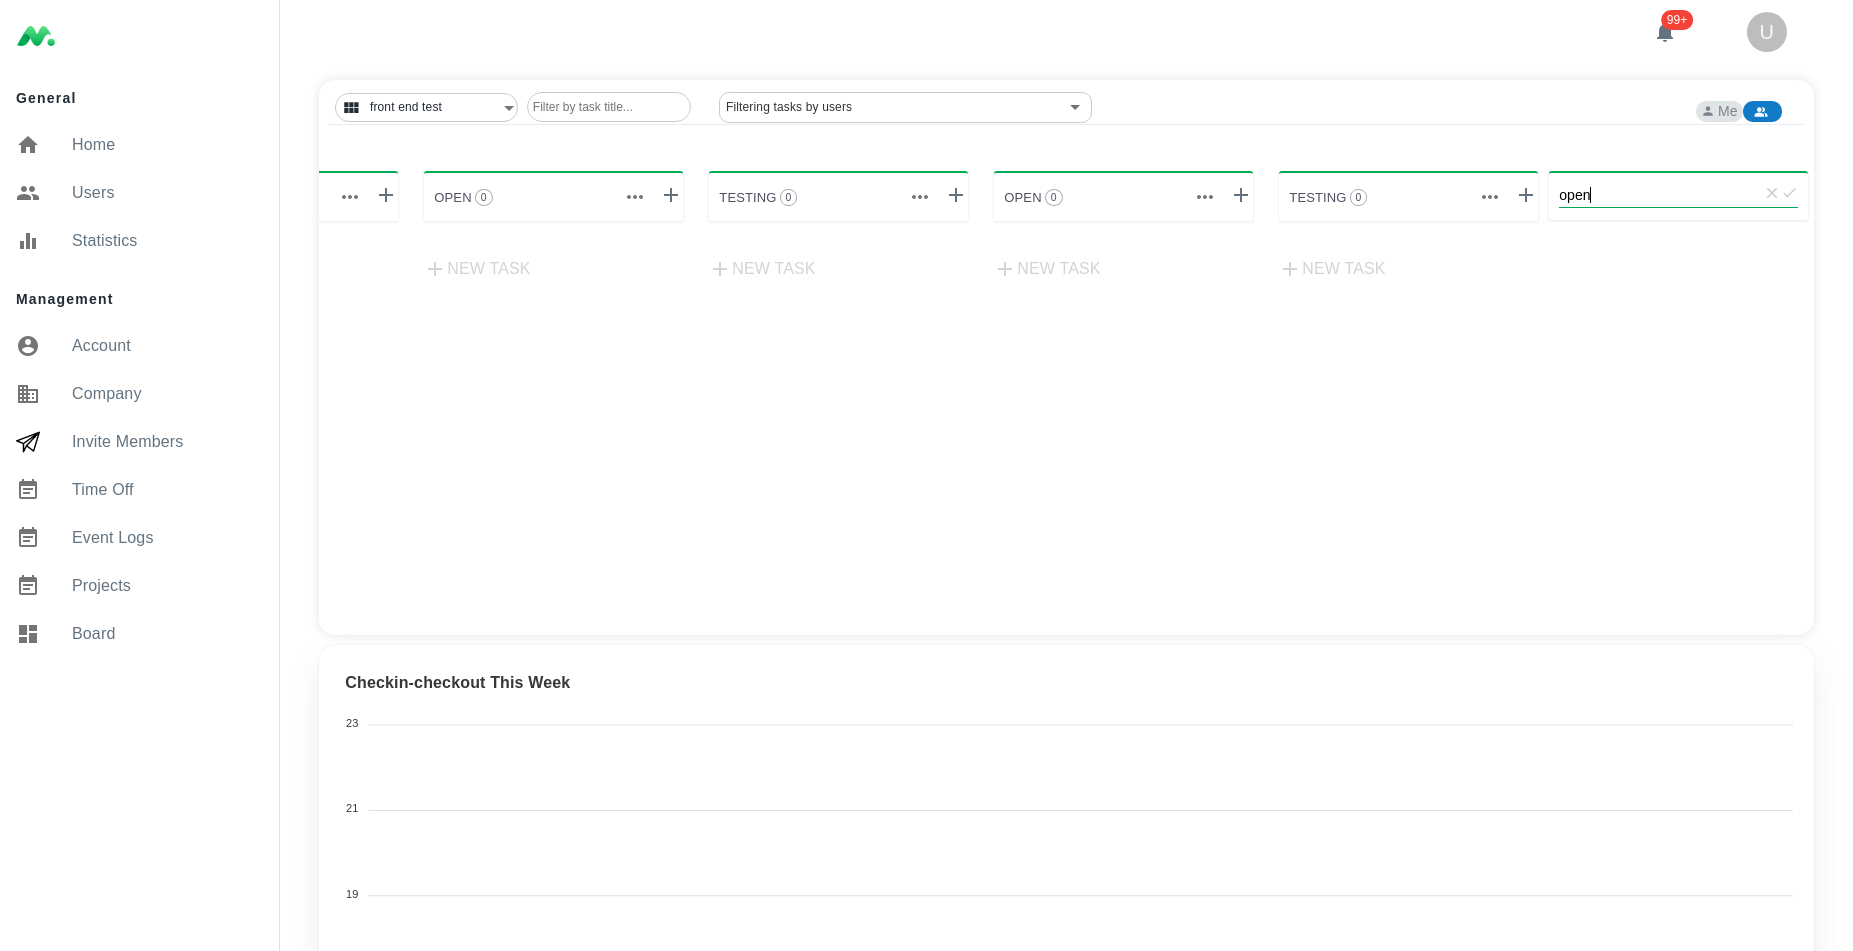 99+
U
General
Home
Users
Statistics
Management
Account
Company
Invite Members
Time Off
Event Logs
Projects
Board
front end test
Filter by task title...
Filtering tasks by users
Me
OPEN 0
TESTING 0
OPEN 0
TESTING 0
open
NEW TASK
NEW TASK
NEW TASK
NEW TASK
Checkin-checkout This Week
23
21
19